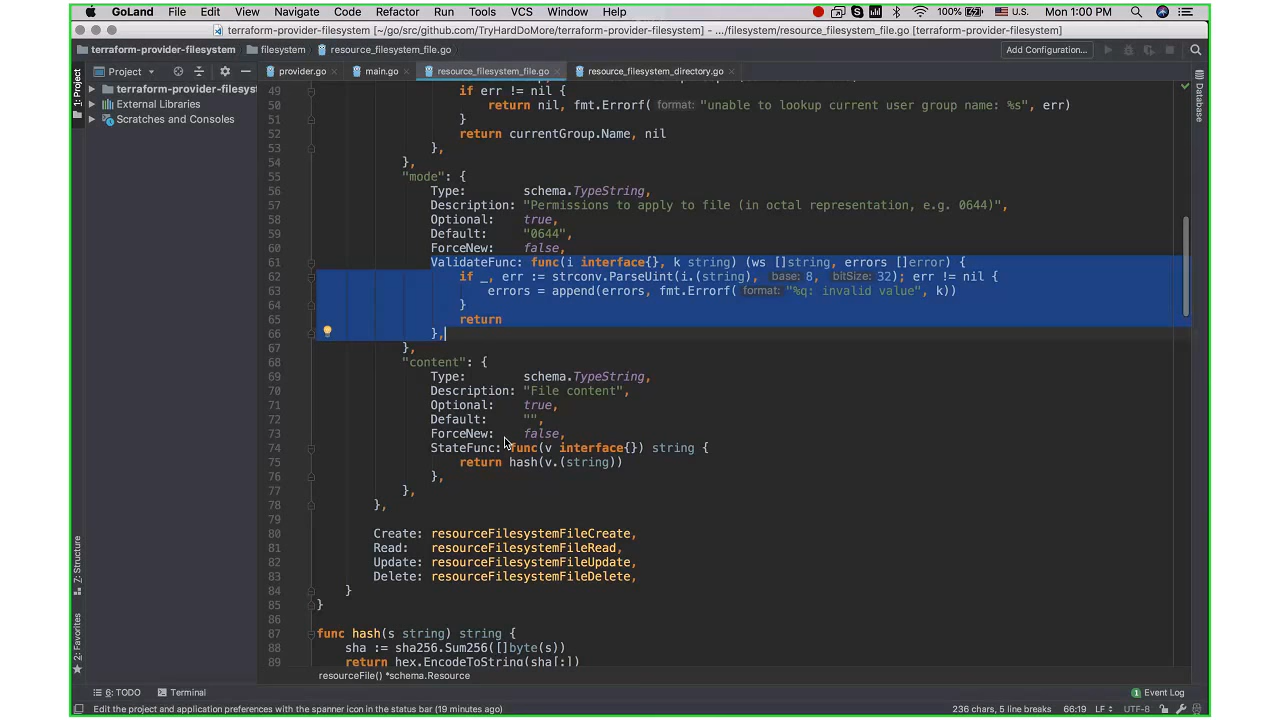 GoLand File Edit View Navigate Code Refactor Run Tools VCS Window Help 100% U.S. Mon 1:00 PM
terraform-provider-filesystem [~/go/src/github.com/TryHardDoMore/terraform-provider-filesystem] - .../filesystem/resource_filesystem_file.go [terraform-provider-filesystem]
terraform-provider-filesystem filesystem resource_filesystem_file.go Add Configuration...
1: Project
Project
provider.go main.go resource_filesystem_file.go resource_filesystem_directory.go
terraform-provider-filesyst
External Libraries
Scratches and Consoles
Database
49 if err != nil {
50 return nil, fmt.Errorf( format: "unable to lookup current user group name: %s", err)
51 }
52 return currentGroup.Name, nil
53 },
54 },
55 "mode": {
56 Type: schema.TypeString,
57 Description: "Permissions to apply to file (in octal representation, e.g. 0644)",
58 Optional: true,
59 Default: "0644",
60 ForceNew: false,
61 ValidateFunc: func(i interface{}, k string) (ws []string, errors []error) {
62 if _, err := strconv.ParseUint(i.(string), base: 8, bitSize: 32); err != nil {
63 errors = append(errors, fmt.Errorf( format: "%q: invalid value", k))
64 }
65 return
66 },
67 },
68 "content": {
69 Type: schema.TypeString,
70 Description: "File content",
71 Optional: true,
72 Default: "",
73 ForceNew: false,
74 StateFunc: func(v interface{}) string {
75 return hash(v.(string))
76 },
77 },
78 },
79
80 Create: resourceFilesystemFileCreate,
81 Read: resourceFilesystemFileRead,
82 Update: resourceFilesystemFileUpdate,
83 Delete: resourceFilesystemFileDelete,
84 }
85 }
86
87 func hash(s string) string {
88 sha := sha256.Sum256([]byte(s))
89 return hex.EncodeToString(sha[:])
7: Structure
2: Favorites
resourceFile() *schema.Resource
6: TODO Terminal 1 Event Log
Edit the project and application preferences with the spanner icon in the status bar (19 minutes ago) 236 chars, 5 line breaks 66:19 LF UTF-8